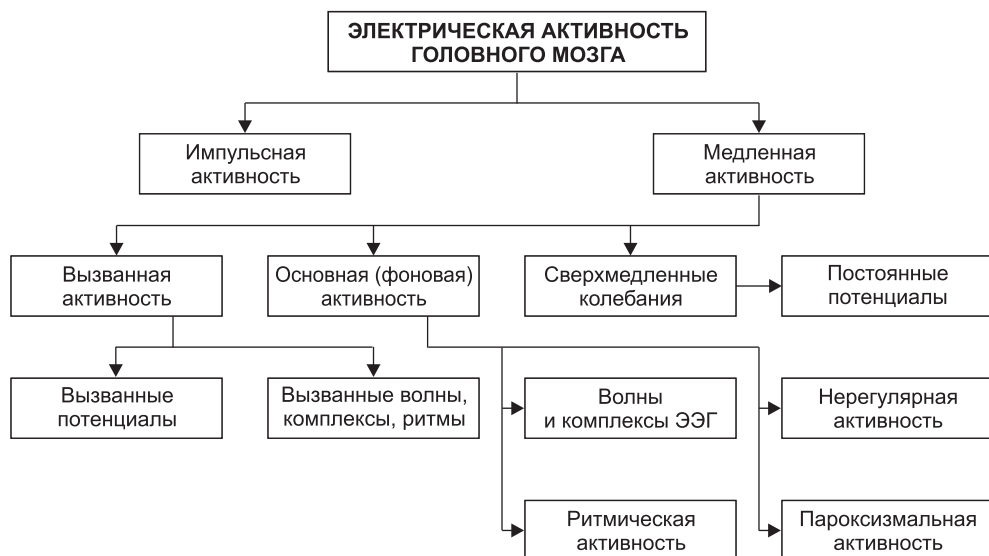 ЭЛЕКТРИЧЕСКАЯ АКТИВНОСТЬ
ГОЛОВНОГО МОЗГА
Импульсная
активность
Медленная
активность
Вызванная
активность
Основная (фоновая)
активность
Сверхмедленные
колебания
Постоянные
потенциалы
Вызванные
потенциалы
Вызванные волны,
комплексы, ритмы
Волны
и комплексы ЭЭГ
Нерегулярная
активность
Ритмическая
активность
Пароксизмальная
активность